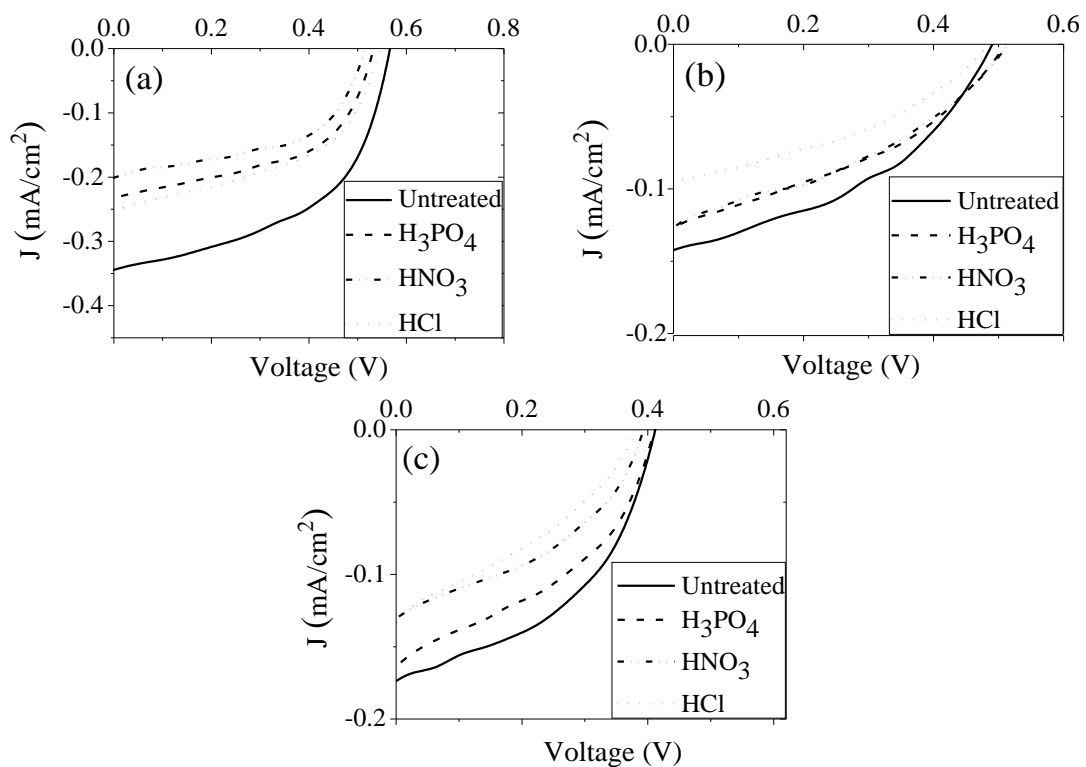 0.0 0.2 0.4 0.6 0.8
(a)
0.0
-0.1
-0.2
-0.3
-0.4
J (mA/cm²)
Untreated
H₃PO₄
HNO₃
HCl
Voltage (V)
0.0 0.2 0.4 0.6
(b)
0.0
-0.1
-0.2
J (mA/cm²)
Untreated
H₃PO₄
HNO₃
HCl
Voltage (V)
0.0 0.2 0.4 0.6
(c)
0.0
-0.1
-0.2
J (mA/cm²)
Untreated
H₃PO₄
HNO₃
HCl
Voltage (V)